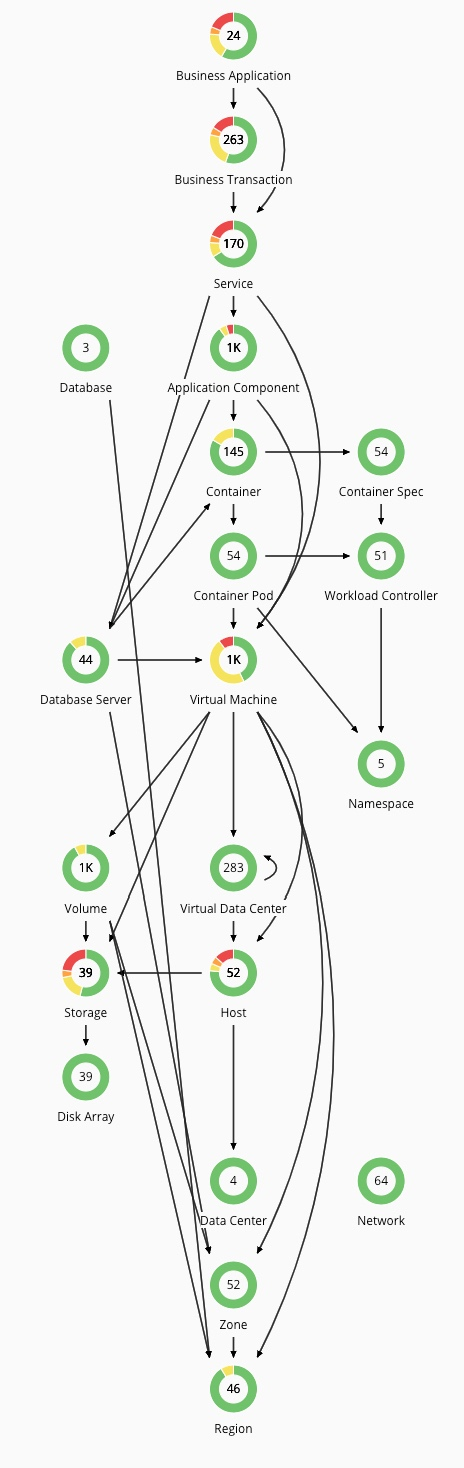 24
Business Application
263
Business Transaction
170
Service
3
Database
1K
Application Component
145
Container
54
Container Spec
54
Container Pod
51
Workload Controller
44
Database Server
1K
Virtual Machine
5
Namespace
1K
Volume
283
Virtual Data Center
39
Storage
52
Host
39
Disk Array
4
Data Center
64
Network
52
Zone
46
Region